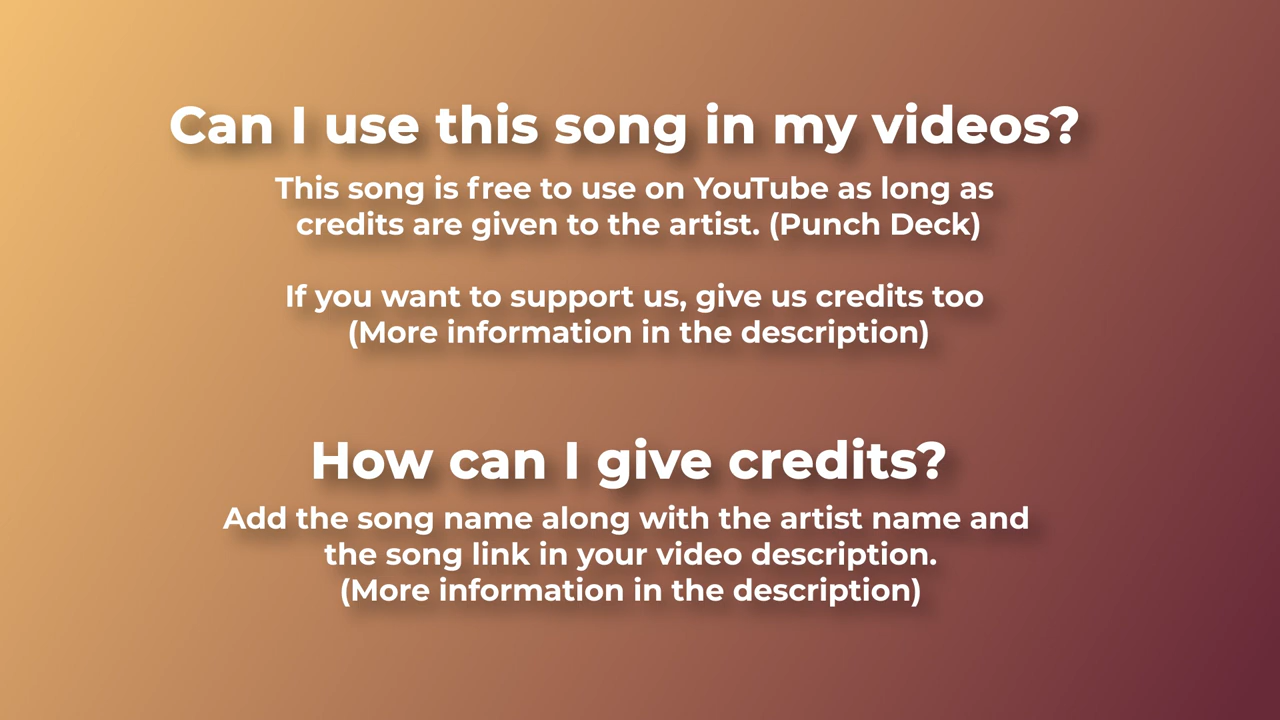 Can I use this song in my videos?
This song is free to use on YouTube as long as
credits are given to the artist. (Punch Deck)
If you want to support us, give us credits too
(More information in the description)
How can I give credits?
Add the song name along with the artist name and
the song link in your video description.
(More information in the description)